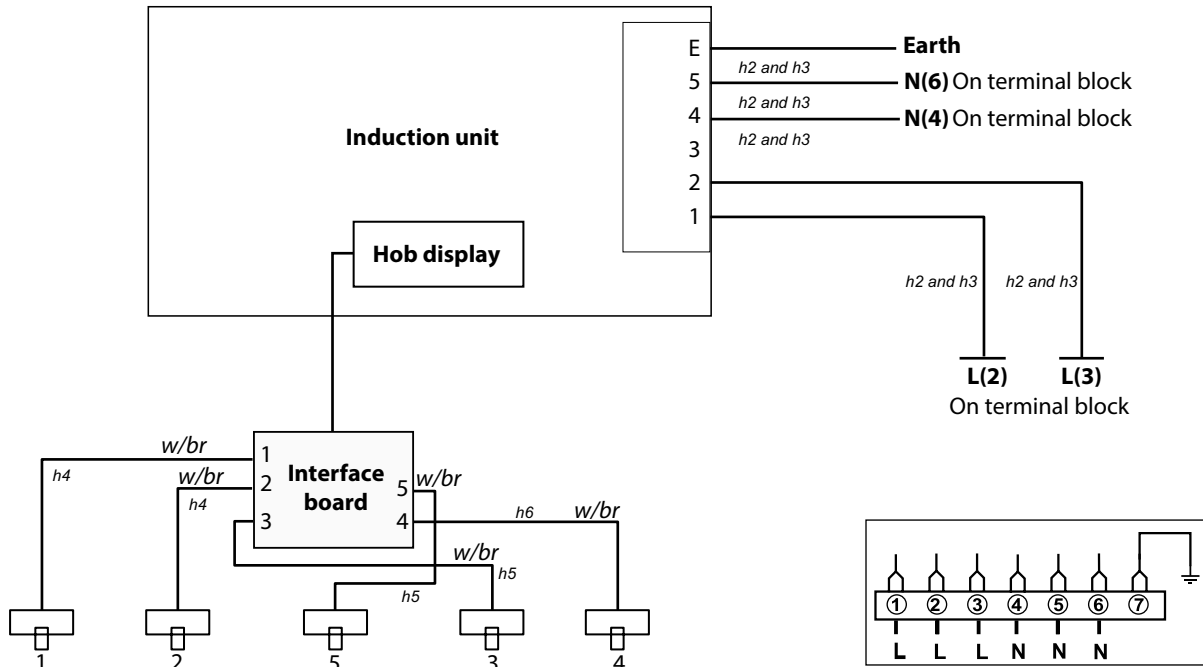 E
Earth
h2 and h3
5
N(6) On terminal block
h2 and h3
4
N(4) On terminal block
h2 and h3
3
2
1
Induction unit
Hob display
h2 and h3
h2 and h3
L(2)
L(3)
On terminal block
w/br
1
h4
w/br
2
h4
3
Interface
board
5
w/br
4
h6
w/br
w/br
h5
h5
1
2
5
3
4
1 2 3 4 5 6 7
L L L N N N